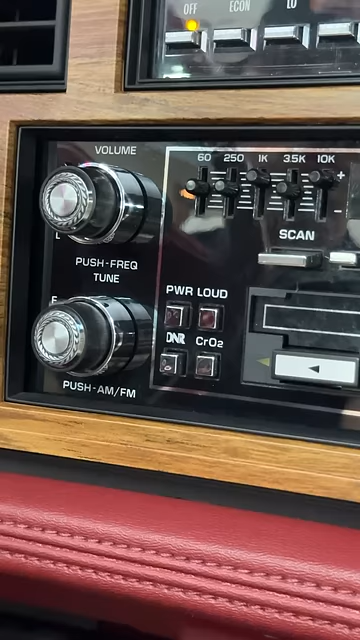 OFF ECON LO
VOLUME
60 250 1K 3.5K 10K
+
-
L
PUSH-FREQ
TUNE
SCAN
PWR LOUD
DNR CrO2
PUSH-AM/FM